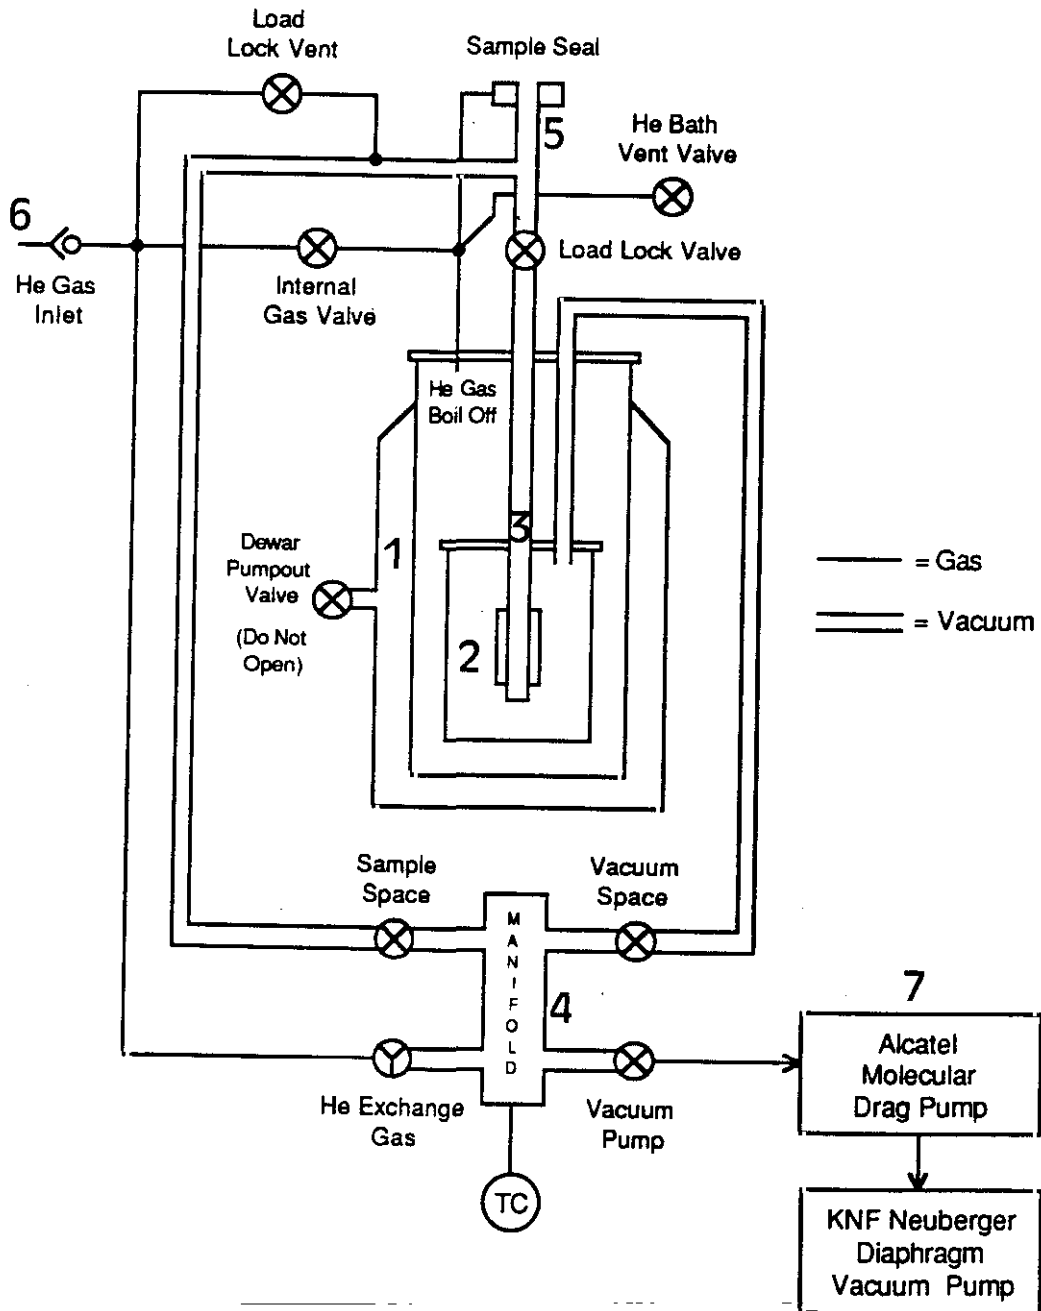 Load
Lock Vent
Sample Seal
5
He Bath
Vent Valve
6
He Gas
Inlet
Internal
Gas Valve
Load Lock Valve
He Gas
Boil Off
3
1
Dewar
Pumpout
Valve
(Do Not
Open)
2
= Gas
= Vacuum
Sample
Space
Vacuum
Space
MANIFOLD
4
He Exchange
Gas
Vacuum
Pump
TC
7
Alcatel
Molecular
Drag Pump
KNF Neuberger
Diaphragm
Vacuum Pump